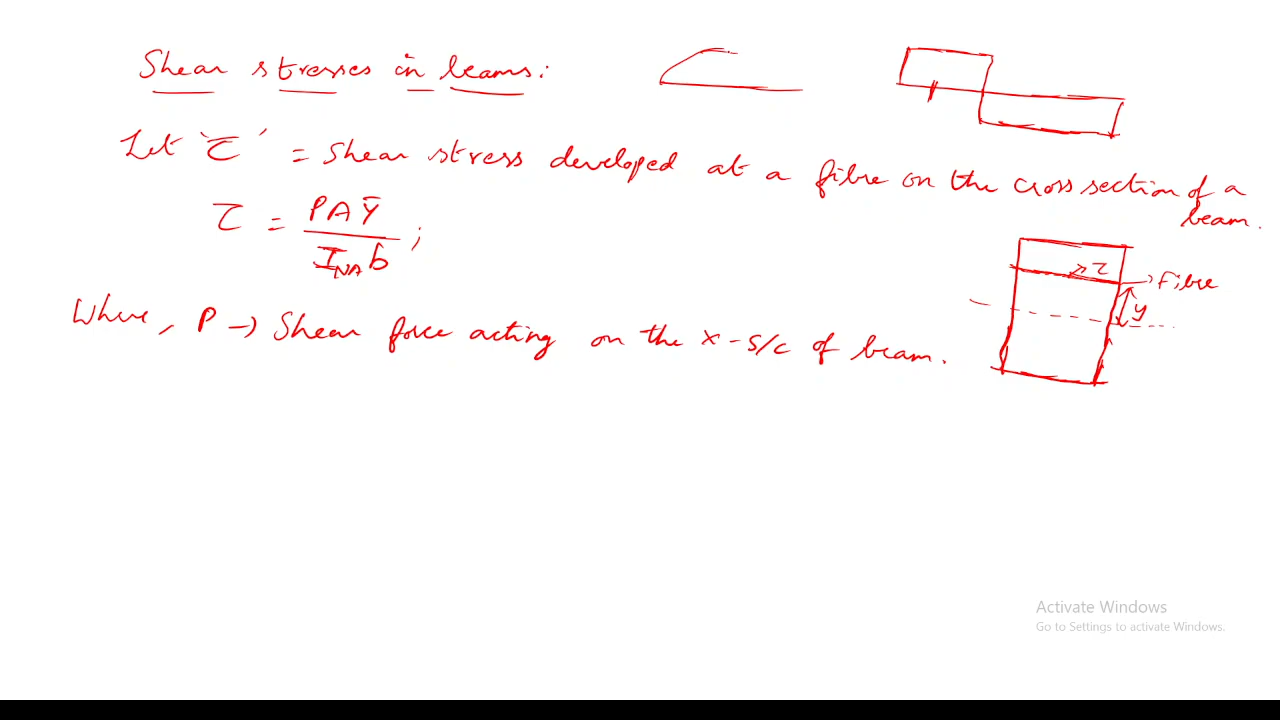 Shear stresses in beams:
Let 'τ' = Shear stress developed at a fibre on the cross section of a
beam.
τ = PAȲ / I_NA b ;
τ
Fibre
y
Where, P → Shear force acting on the x-s/c of beam.
Activate Windows
Go to Settings to activate Windows.